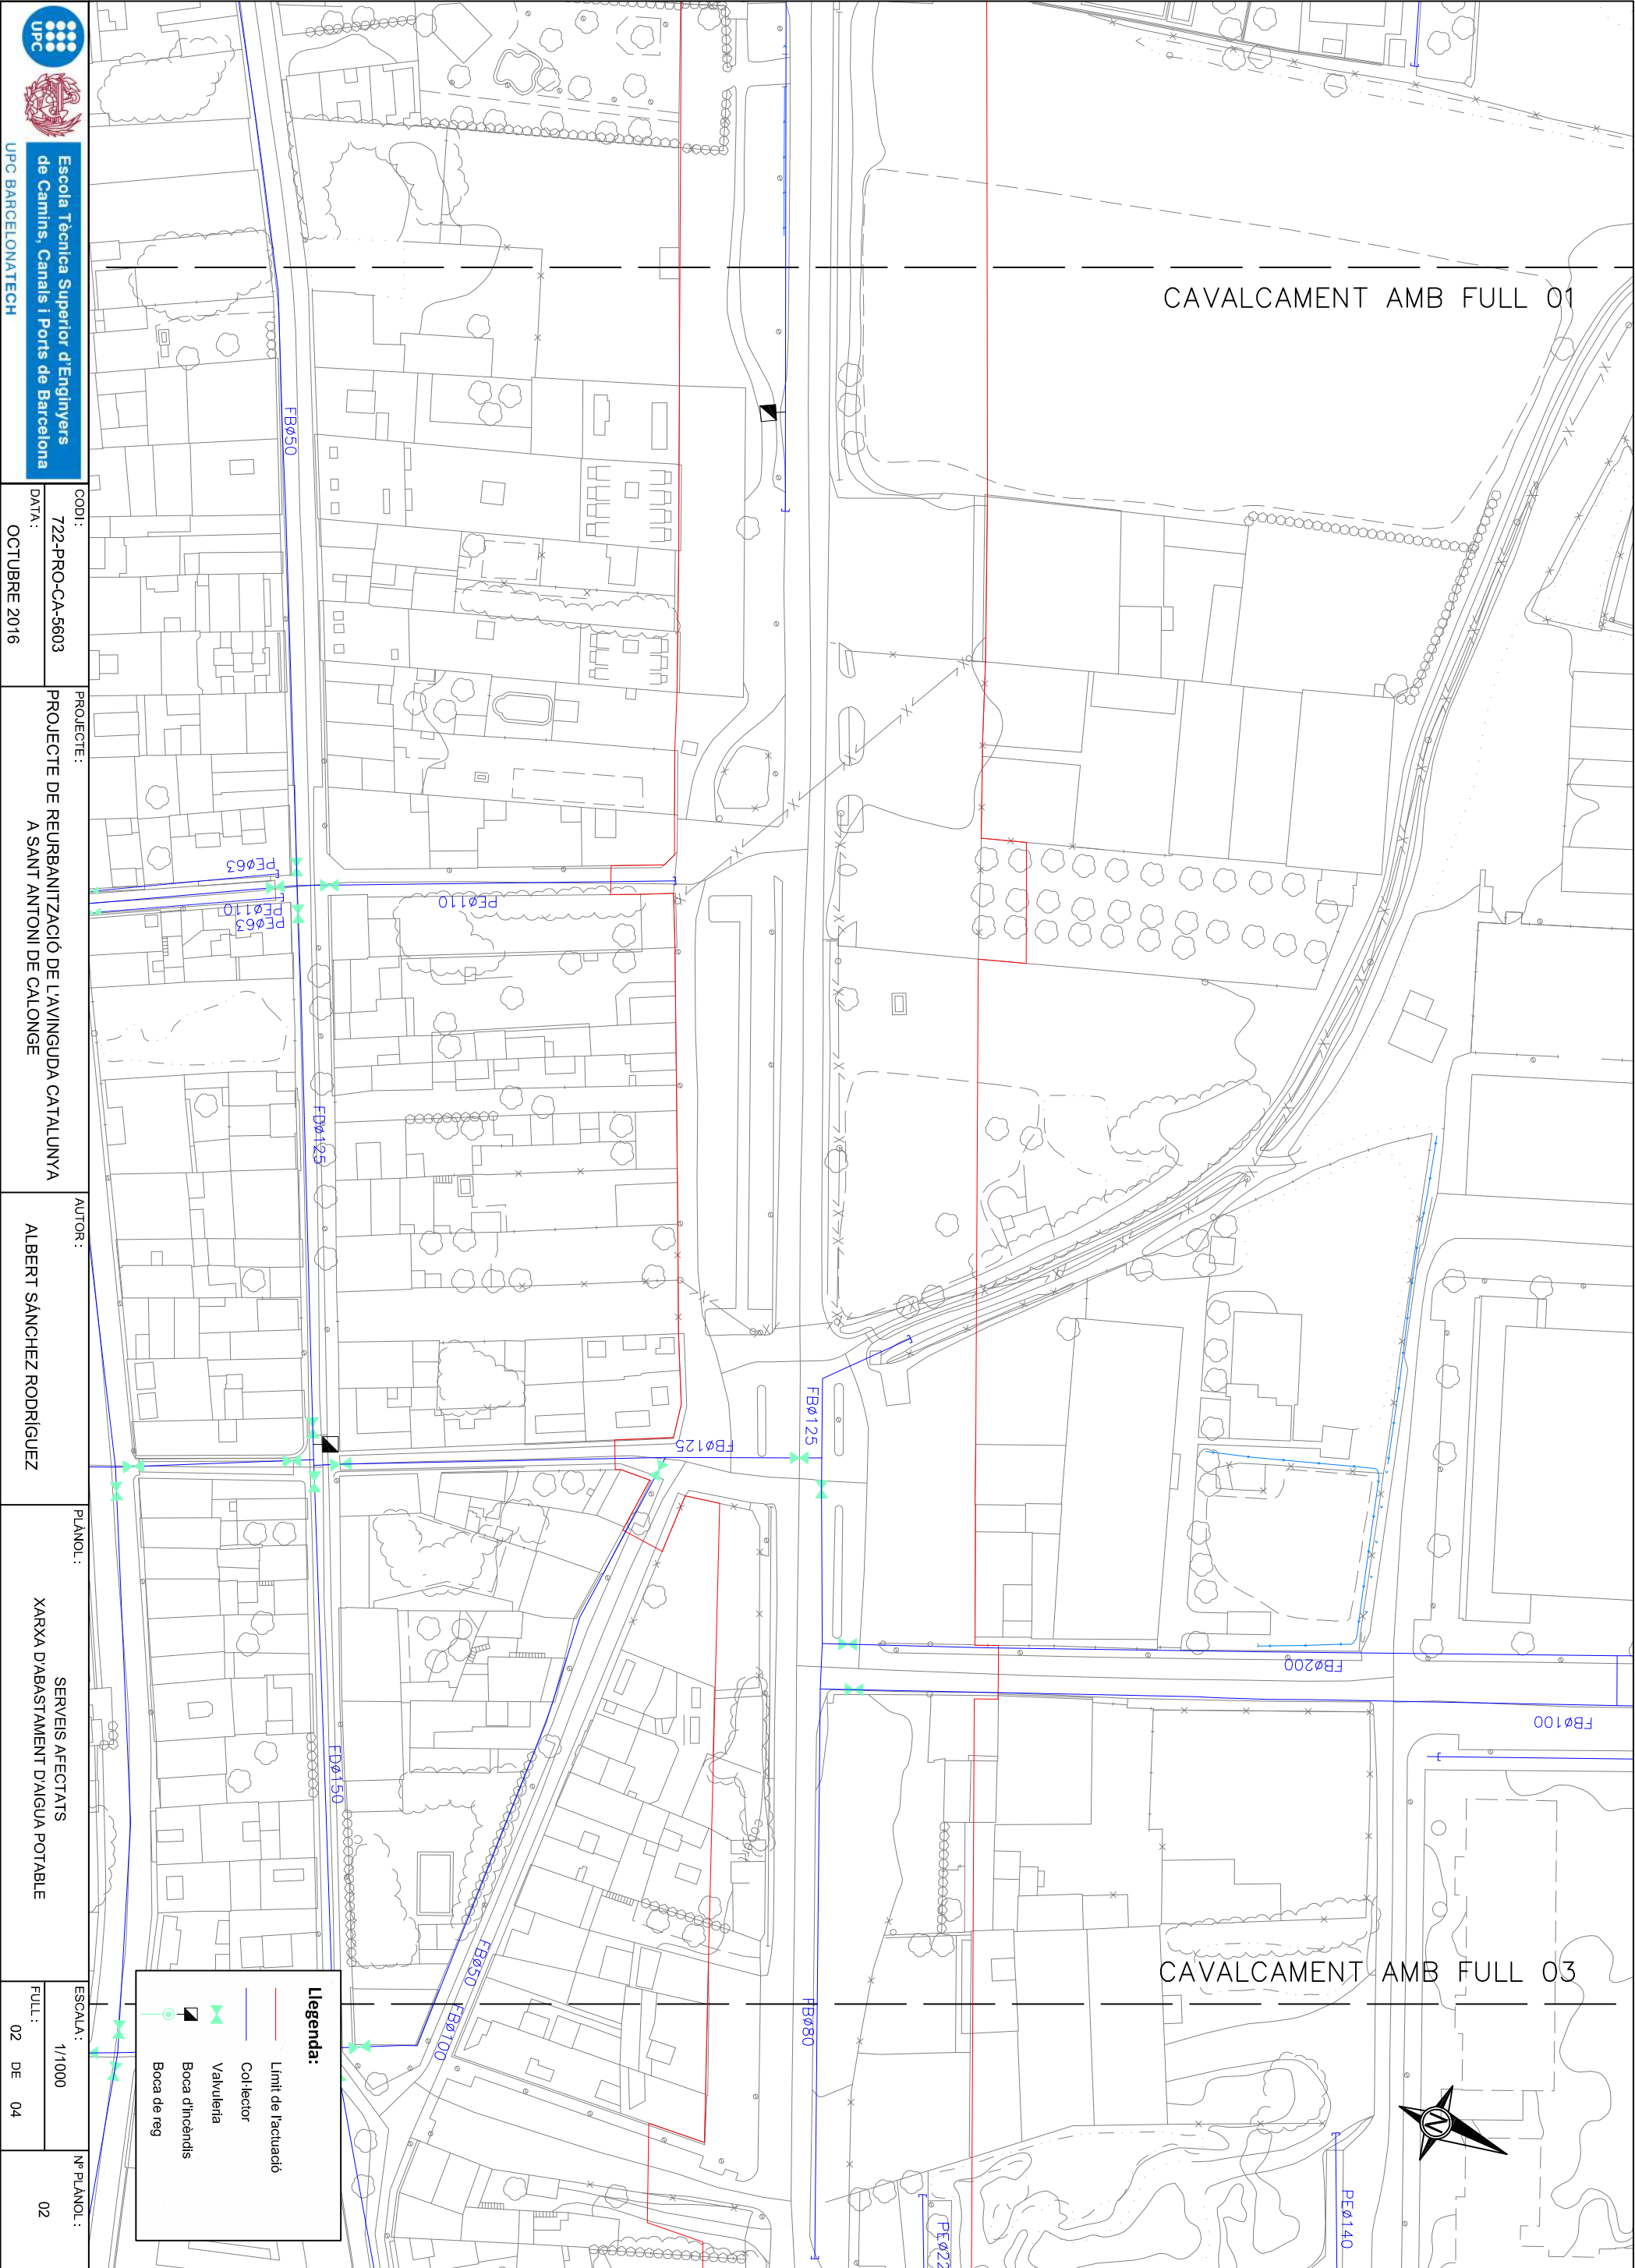 CAVALCAMENT AMB FULL 01
CAVALCAMENT AMB FULL 03
FBØ50
PEØ63
PEØ110
PEØ63
PEØ110
FDØ125
FBØ125
FBØ125
FBØ200
FBØ100
FDØ150
FBØ50
FBØ100
FBØ80
PEØ140
PEØ22
N
Llegenda:
Límit de l'actuació
Col·lector
Valvuleria
Boca d'incèndis
Boca de reg
UPC
Escola Tècnica Superior d'Enginyers
de Camins, Canals i Ports de Barcelona
UPC BARCELONATECH
CODI:
722-PRO-CA-5603
DATA:
OCTUBRE 2016
PROJECTE:
PROJECTE DE REURBANITZACIÓ DE L'AVINGUDA CATALUNYA
A SANT ANTONI DE CALONGE
AUTOR:
ALBERT SÁNCHEZ RODRÍGUEZ
PLÀNOL:
SERVEIS AFECTATS
XARXA D'ABASTAMENT D'AIGUA POTABLE
ESCALA:
1/1000
FULL:
02 DE 04
Nº PLÀNOL:
02